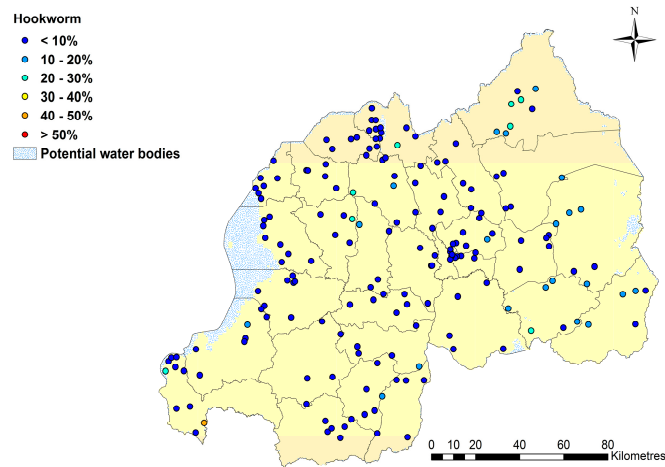 Hookworm
< 10%
10 - 20%
20 - 30%
30 - 40%
40 - 50%
> 50%
Potential water bodies
N
0 10 20 40 60 80
Kilometres